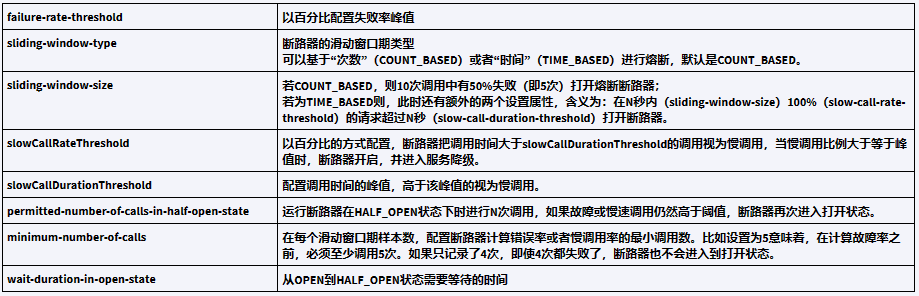 failure-rate-threshold 以百分比配置失败率峰值
sliding-window-type 断路器的滑动窗口期类型
可以基于“次数”（COUNT_BASED）或者“时间”（TIME_BASED）进行熔断，默认是COUNT_BASED。
sliding-window-size 若COUNT_BASED，则10次调用中有50%失败（即5次）打开熔断断路器；
若为TIME_BASED则，此时还有额外的两个设置属性，含义为：在N秒内（sliding-window-size）100%（slow-call-rate-
threshold）的请求超过N秒（slow-call-duration-threshold）打开断路器。
slowCallRateThreshold 以百分比的方式配置，断路器把调用时间大于slowCallDurationThreshold的调用视为慢调用，当慢调用比例大于等于峰
值时，断路器开启，并进入服务降级。
slowCallDurationThreshold 配置调用时间的峰值，高于该峰值的视为慢调用。
permitted-number-of-calls-in-half-open-state 运行断路器在HALF_OPEN状态下时进行N次调用，如果故障或慢速调用仍然高于阈值，断路器再次进入打开状态。
minimum-number-of-calls 在每个滑动窗口期样本数，配置断路器计算错误率或者慢调用率的最小调用数。比如设置为5意味着，在计算故障率之
前，必须至少调用5次。如果只记录了4次，即使4次都失败了，断路器也不会进入到打开状态。
wait-duration-in-open-state 从OPEN到HALF_OPEN状态需要等待的时间